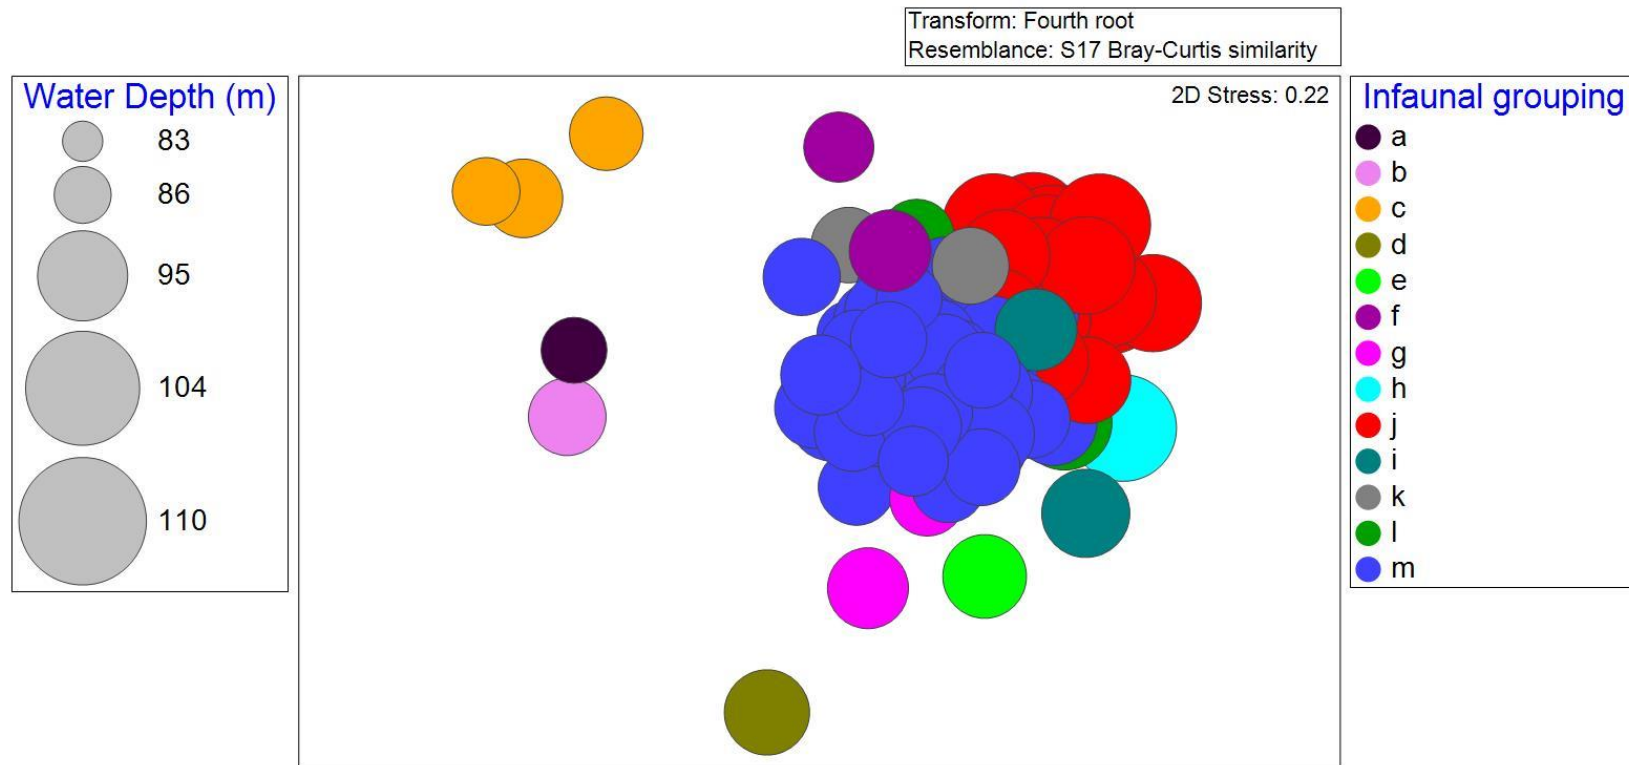 Transform: Fourth root
Resemblance: S17 Bray-Curtis similarity
Water Depth (m)
83
86
95
104
110
2D Stress: 0.22
Infaunal grouping
a
b
c
d
e
f
g
h
j
i
k
l
m